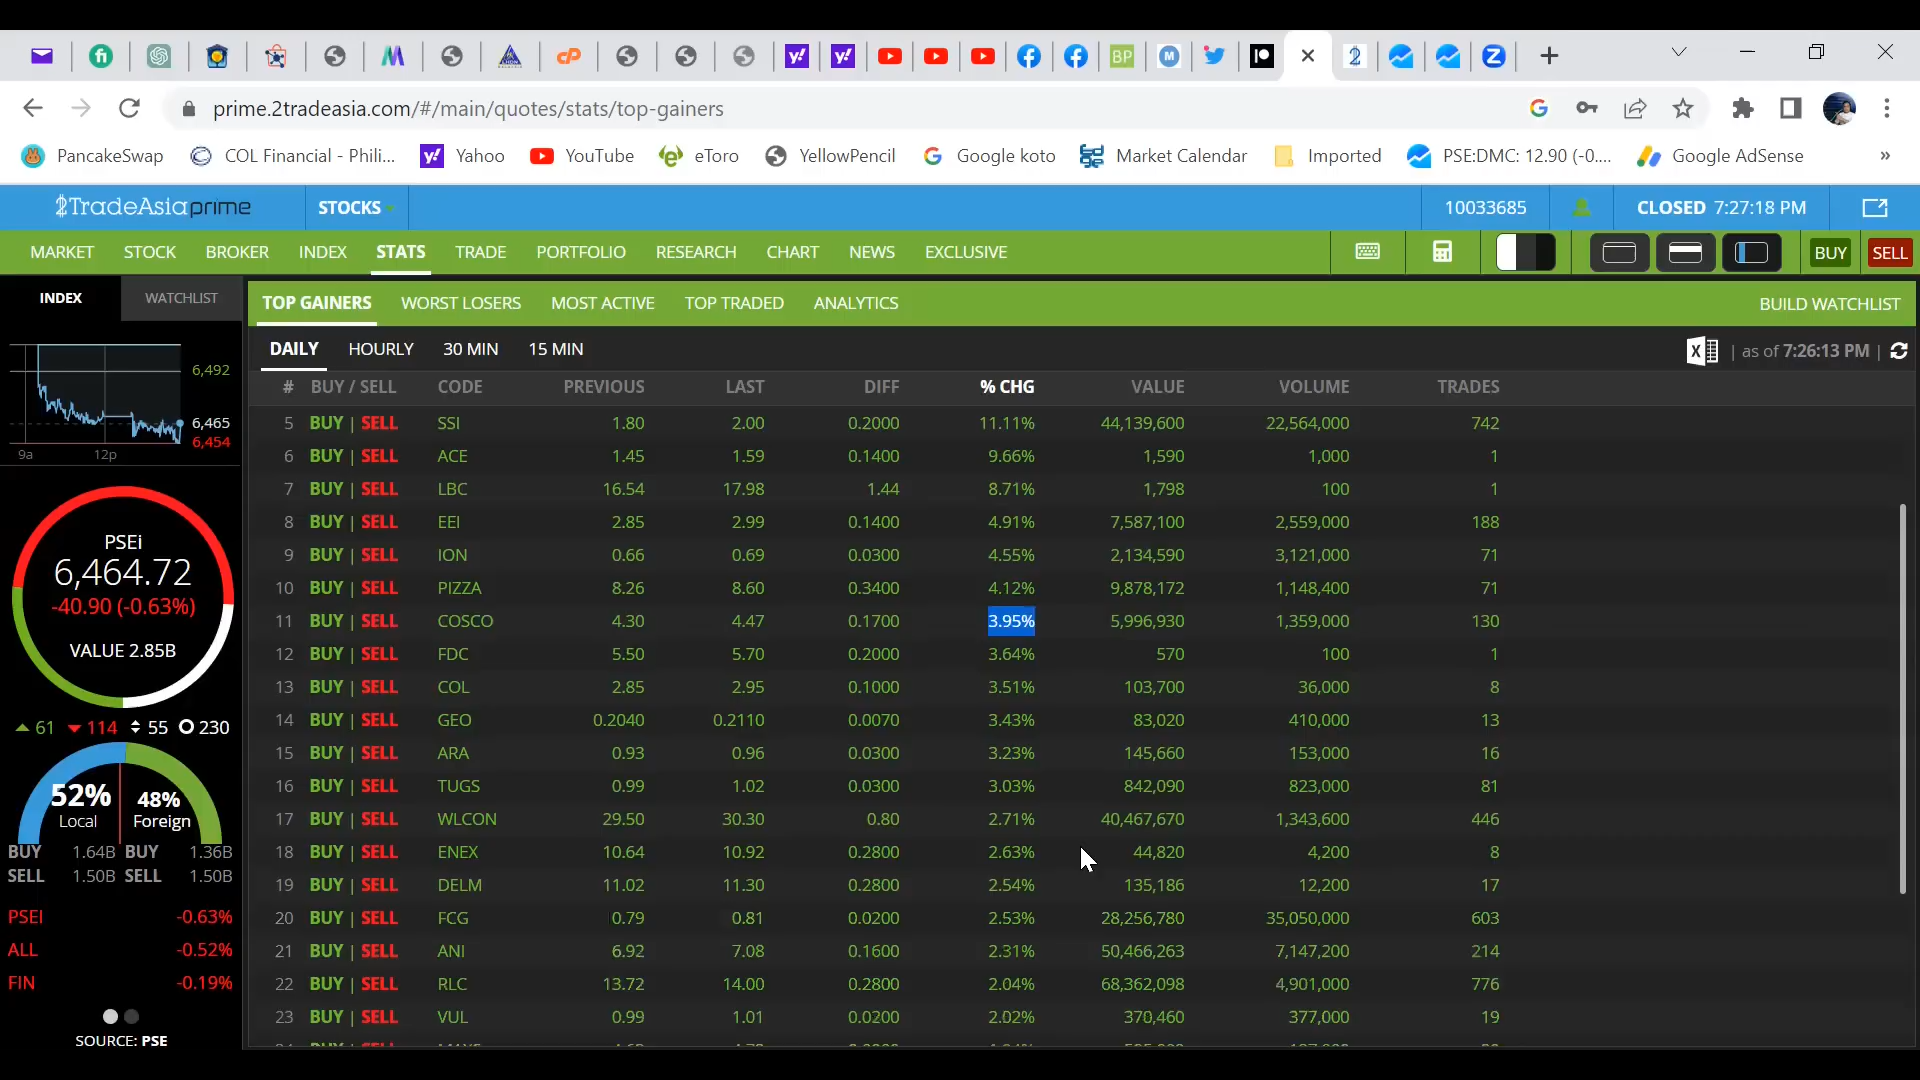 prime.2tradeasia.com/#/main/quotes/stats/top-gainers
PancakeSwap COL Financial - Phili... Yahoo YouTube eToro YellowPencil Google koto Market Calendar Imported PSE:DMC: 12.90 (-0.... Google AdSense »
2TradeAsiaprime STOCKS 10033685 CLOSED 7:27:18 PM
MARKET STOCK BROKER INDEX STATS TRADE PORTFOLIO RESEARCH CHART NEWS EXCLUSIVE BUY SELL
INDEX WATCHLIST
TOP GAINERS WORST LOSERS MOST ACTIVE TOP TRADED ANALYTICS BUILD WATCHLIST
DAILY HOURLY 30 MIN 15 MIN | as of 7:26:13 PM |
# BUY / SELL CODE PREVIOUS LAST DIFF % CHG VALUE VOLUME TRADES
5 BUY | SELL SSI 1.80 2.00 0.2000 11.11% 44,139,600 22,564,000 742
6 BUY | SELL ACE 1.45 1.59 0.1400 9.66% 1,590 1,000 1
7 BUY | SELL LBC 16.54 17.98 1.44 8.71% 1,798 100 1
8 BUY | SELL EEI 2.85 2.99 0.1400 4.91% 7,587,100 2,559,000 188
9 BUY | SELL ION 0.66 0.69 0.0300 4.55% 2,134,590 3,121,000 71
10 BUY | SELL PIZZA 8.26 8.60 0.3400 4.12% 9,878,172 1,148,400 71
11 BUY | SELL COSCO 4.30 4.47 0.1700 3.95% 5,996,930 1,359,000 130
12 BUY | SELL FDC 5.50 5.70 0.2000 3.64% 570 100 1
13 BUY | SELL COL 2.85 2.95 0.1000 3.51% 103,700 36,000 8
14 BUY | SELL GEO 0.2040 0.2110 0.0070 3.43% 83,020 410,000 13
15 BUY | SELL ARA 0.93 0.96 0.0300 3.23% 145,660 153,000 16
16 BUY | SELL TUGS 0.99 1.02 0.0300 3.03% 842,090 823,000 81
17 BUY | SELL WLCON 29.50 30.30 0.80 2.71% 40,467,670 1,343,600 446
18 BUY | SELL ENEX 10.64 10.92 0.2800 2.63% 44,820 4,200 8
19 BUY | SELL DELM 11.02 11.30 0.2800 2.54% 135,186 12,200 17
20 BUY | SELL FCG 0.79 0.81 0.0200 2.53% 28,256,780 35,050,000 603
21 BUY | SELL ANI 6.92 7.08 0.1600 2.31% 50,466,263 7,147,200 214
22 BUY | SELL RLC 13.72 14.00 0.2800 2.04% 68,362,098 4,901,000 776
23 BUY | SELL VUL 0.99 1.01 0.0200 2.02% 370,460 377,000 19
6,492
6,465
6,454
9a 12p
PSEi
6,464.72
-40.90 (-0.63%)
VALUE 2.85B
61 114 55 230
52% 48%
Local Foreign
BUY 1.64B BUY 1.36B
SELL 1.50B SELL 1.50B
PSEI -0.63%
ALL -0.52%
FIN -0.19%
SOURCE: PSE